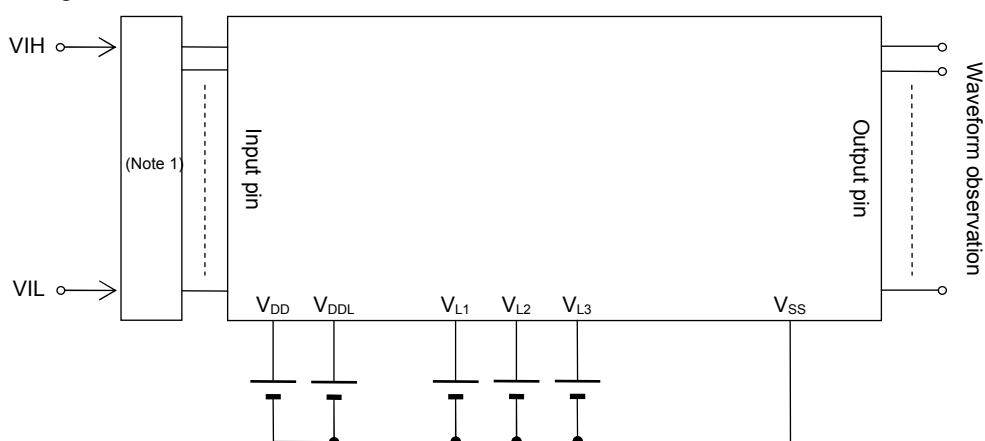 VIH
(Note 1)
VIL
Input pin
Output pin
Waveform observation
VDD
VDDL
VL1
VL2
VL3
VSS